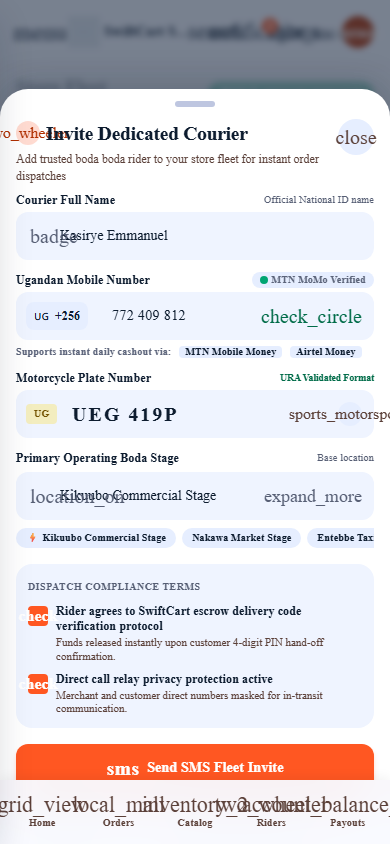 Invite Dedicated Courier
close
Add trusted boda boda rider to your store fleet for instant order
dispatches
Courier Full Name
Official National ID name
badge
Kasirye Emmanuel
Ugandan Mobile Number
MTN MoMo Verified
UG +256
772 409 812
check_circle
Supports instant daily cashout via:
MTN Mobile Money
Airtel Money
Motorcycle Plate Number
URA Validated Format
UG
UEG 419P
sports_motorspo
Primary Operating Boda Stage
Base location
location_on
Kikuubo Commercial Stage
expand_more
Kikuubo Commercial Stage
Nakawa Market Stage
Entebbe Tax
DISPATCH COMPLIANCE TERMS
chec
Rider agrees to SwiftCart escrow delivery code
verification protocol
Funds released instantly upon customer 4-digit PIN hand-off
confirmation.
chec
Direct call relay privacy protection active
Merchant and customer direct numbers masked for in-transit
communication.
sms Send SMS Fleet Invite
grid_view
local_mall
Home
Orders
Catalog
Riders
Payouts